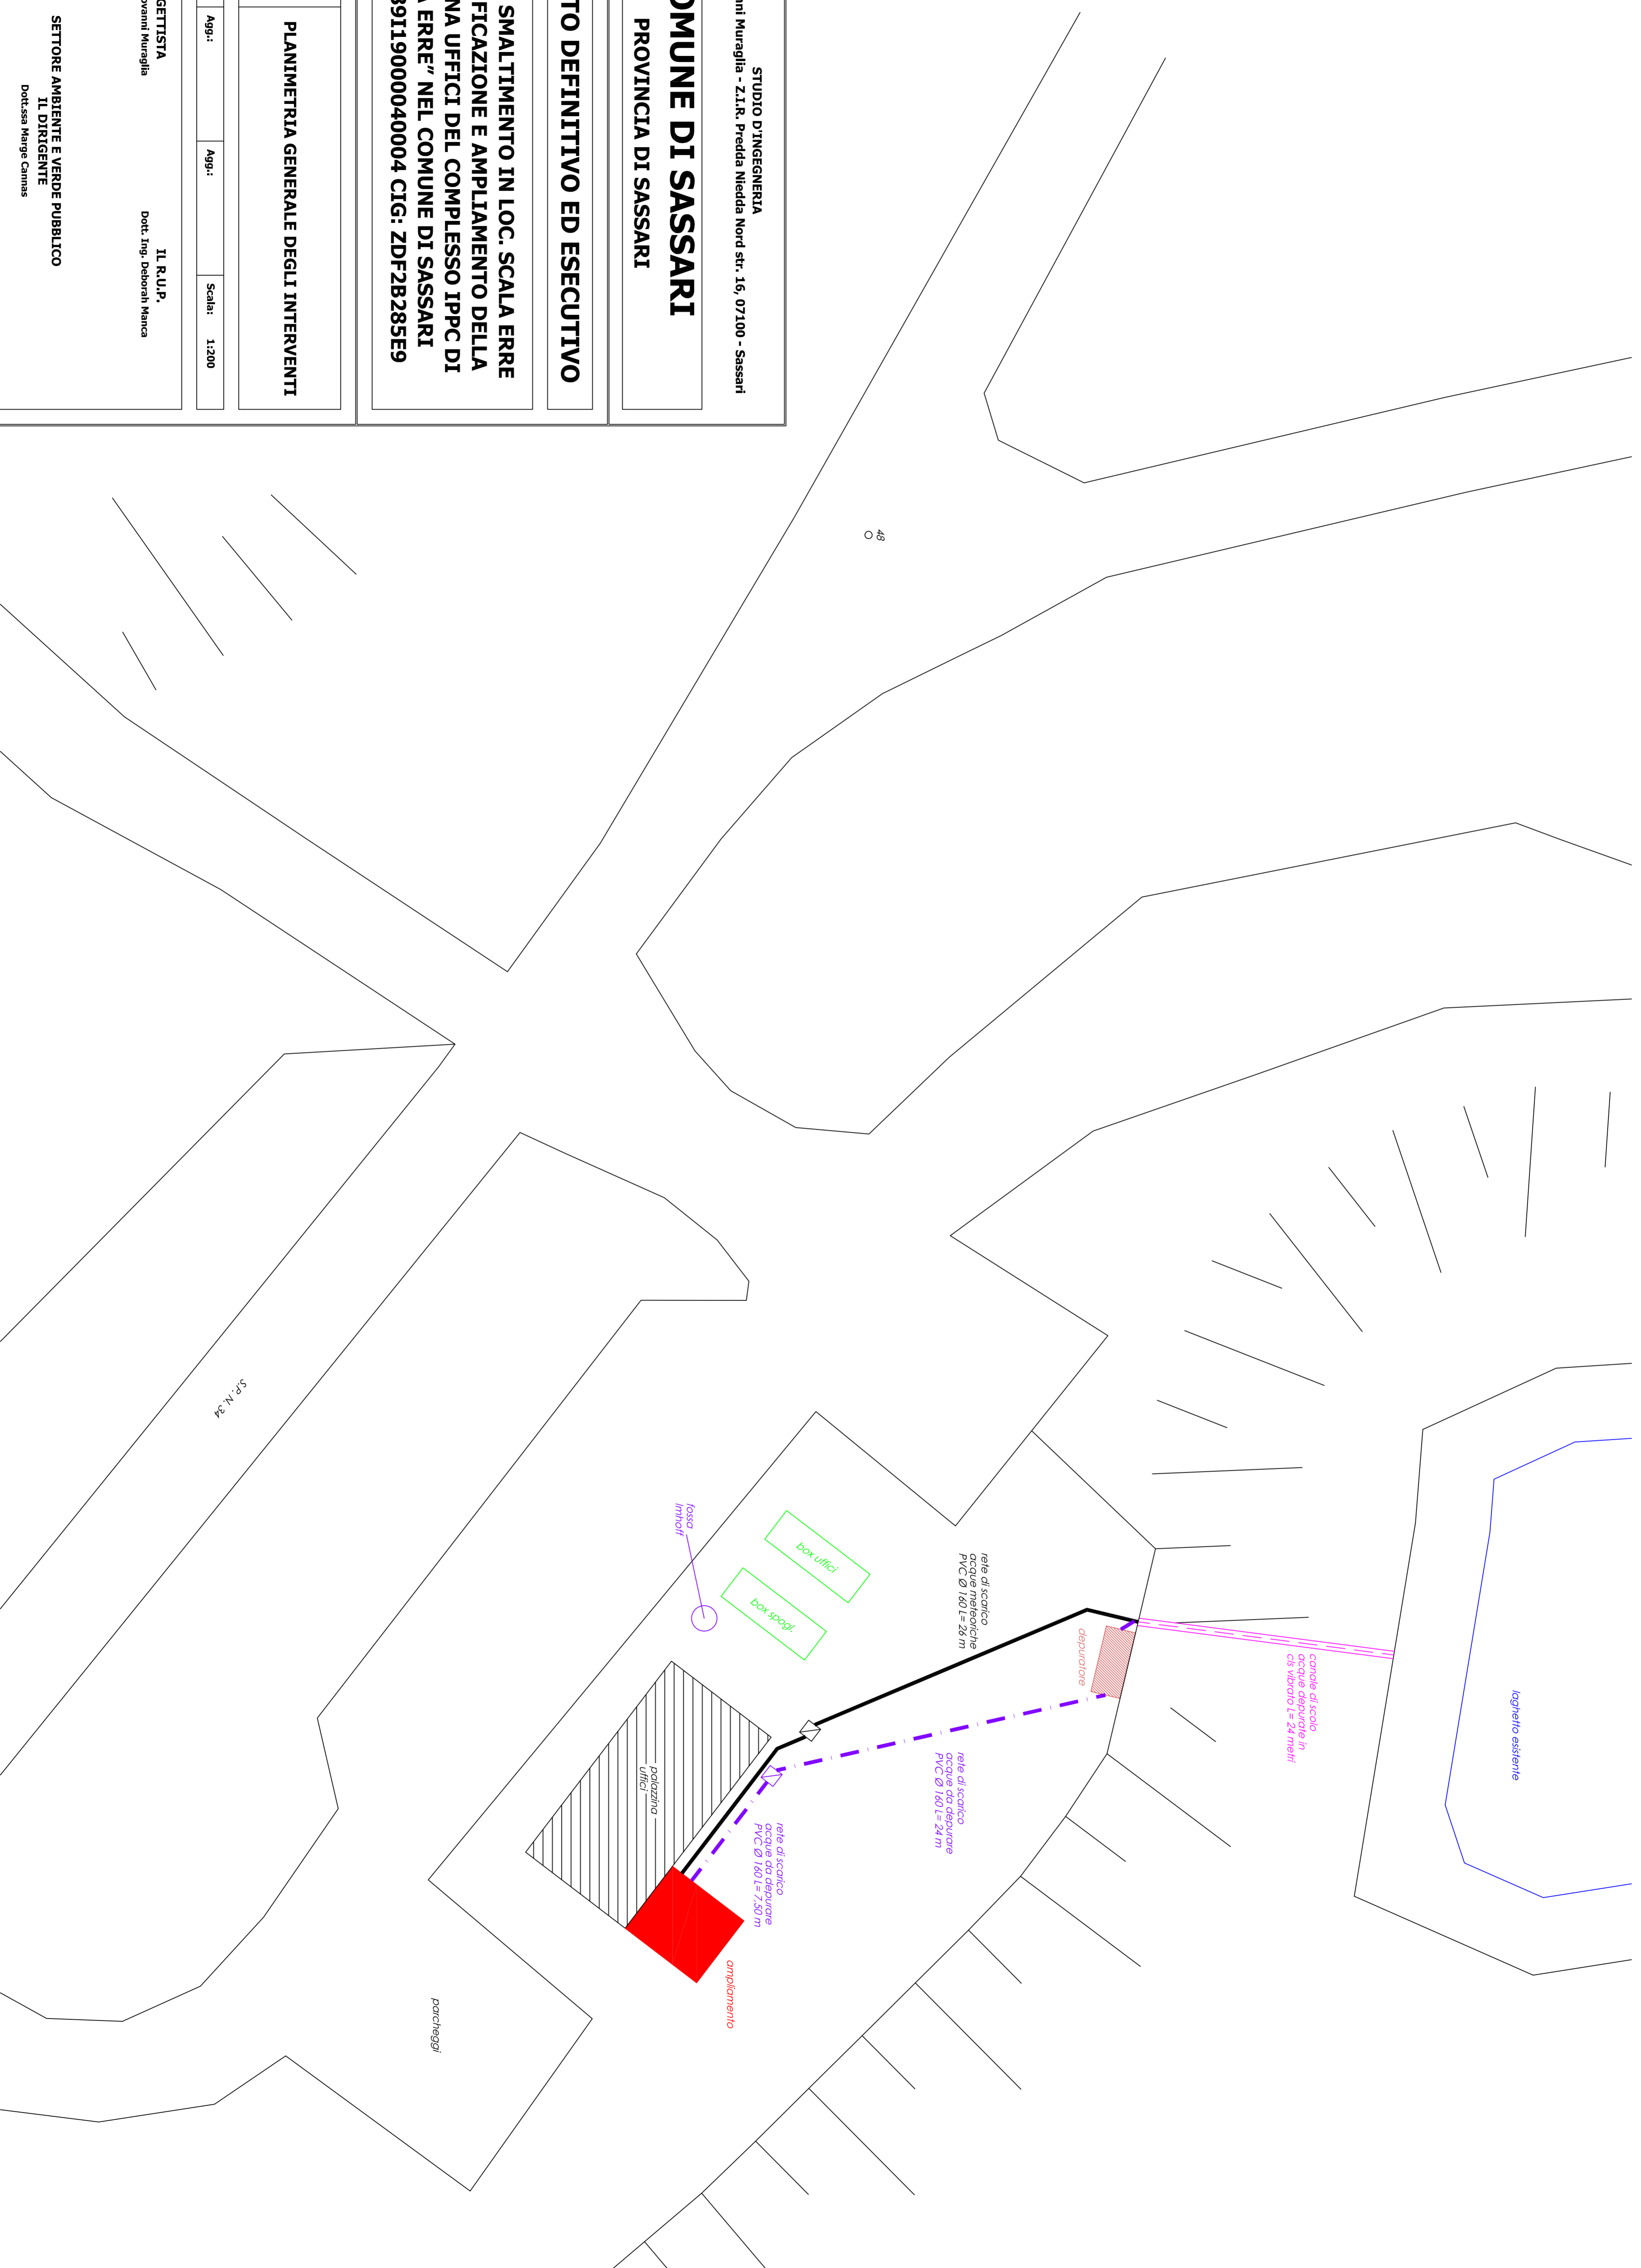 STUDIO D'INGEGNERIA
Muraglia - Z.I.R. Predda Niedda Nord str. 16, 07100 - Sassari
OMUNE DI SASSARI
PROVINCIA DI SASSARI
TO DEFINITIVO ED ESECUTIVO
SMALTIMENTO IN LOC. SCALA ERRE
FICAZIONE E AMPLIAMENTO DELLA
NA UFFICI DEL COMPLESSO IPPC DI
A ERRE” NEL COMUNE DI SASSARI
39I19000040004 CIG: ZDF2B285E9
PLANIMETRIA GENERALE DEGLI INTERVENTI
Agg.:
Agg.:
Scala: 1:200
GETTISTA
ovanni Muraglia
IL R.U.P.
Dott. Ing. Deborah Manca
SETTORE AMBIENTE E VERDE PUBBLICO
IL DIRIGENTE
Dott.ssa Marge Cannas
48
S.P. N. 34
fossa
Imhoff
box uffici
box spogl.
rete di scarico
acque meteoriche
PVC Ø 160 L= 26 m
depuratore
canale di scolo
acque depurate in
cls vibrato L= 24 metri
laghetto esistente
rete di scarico
acque da depurare
PVC Ø 160 L= 24 m
palazzina
uffici
rete di scarico
acque da depurare
PVC Ø 160 L= 7,50 m
ampliamento
parcheggi